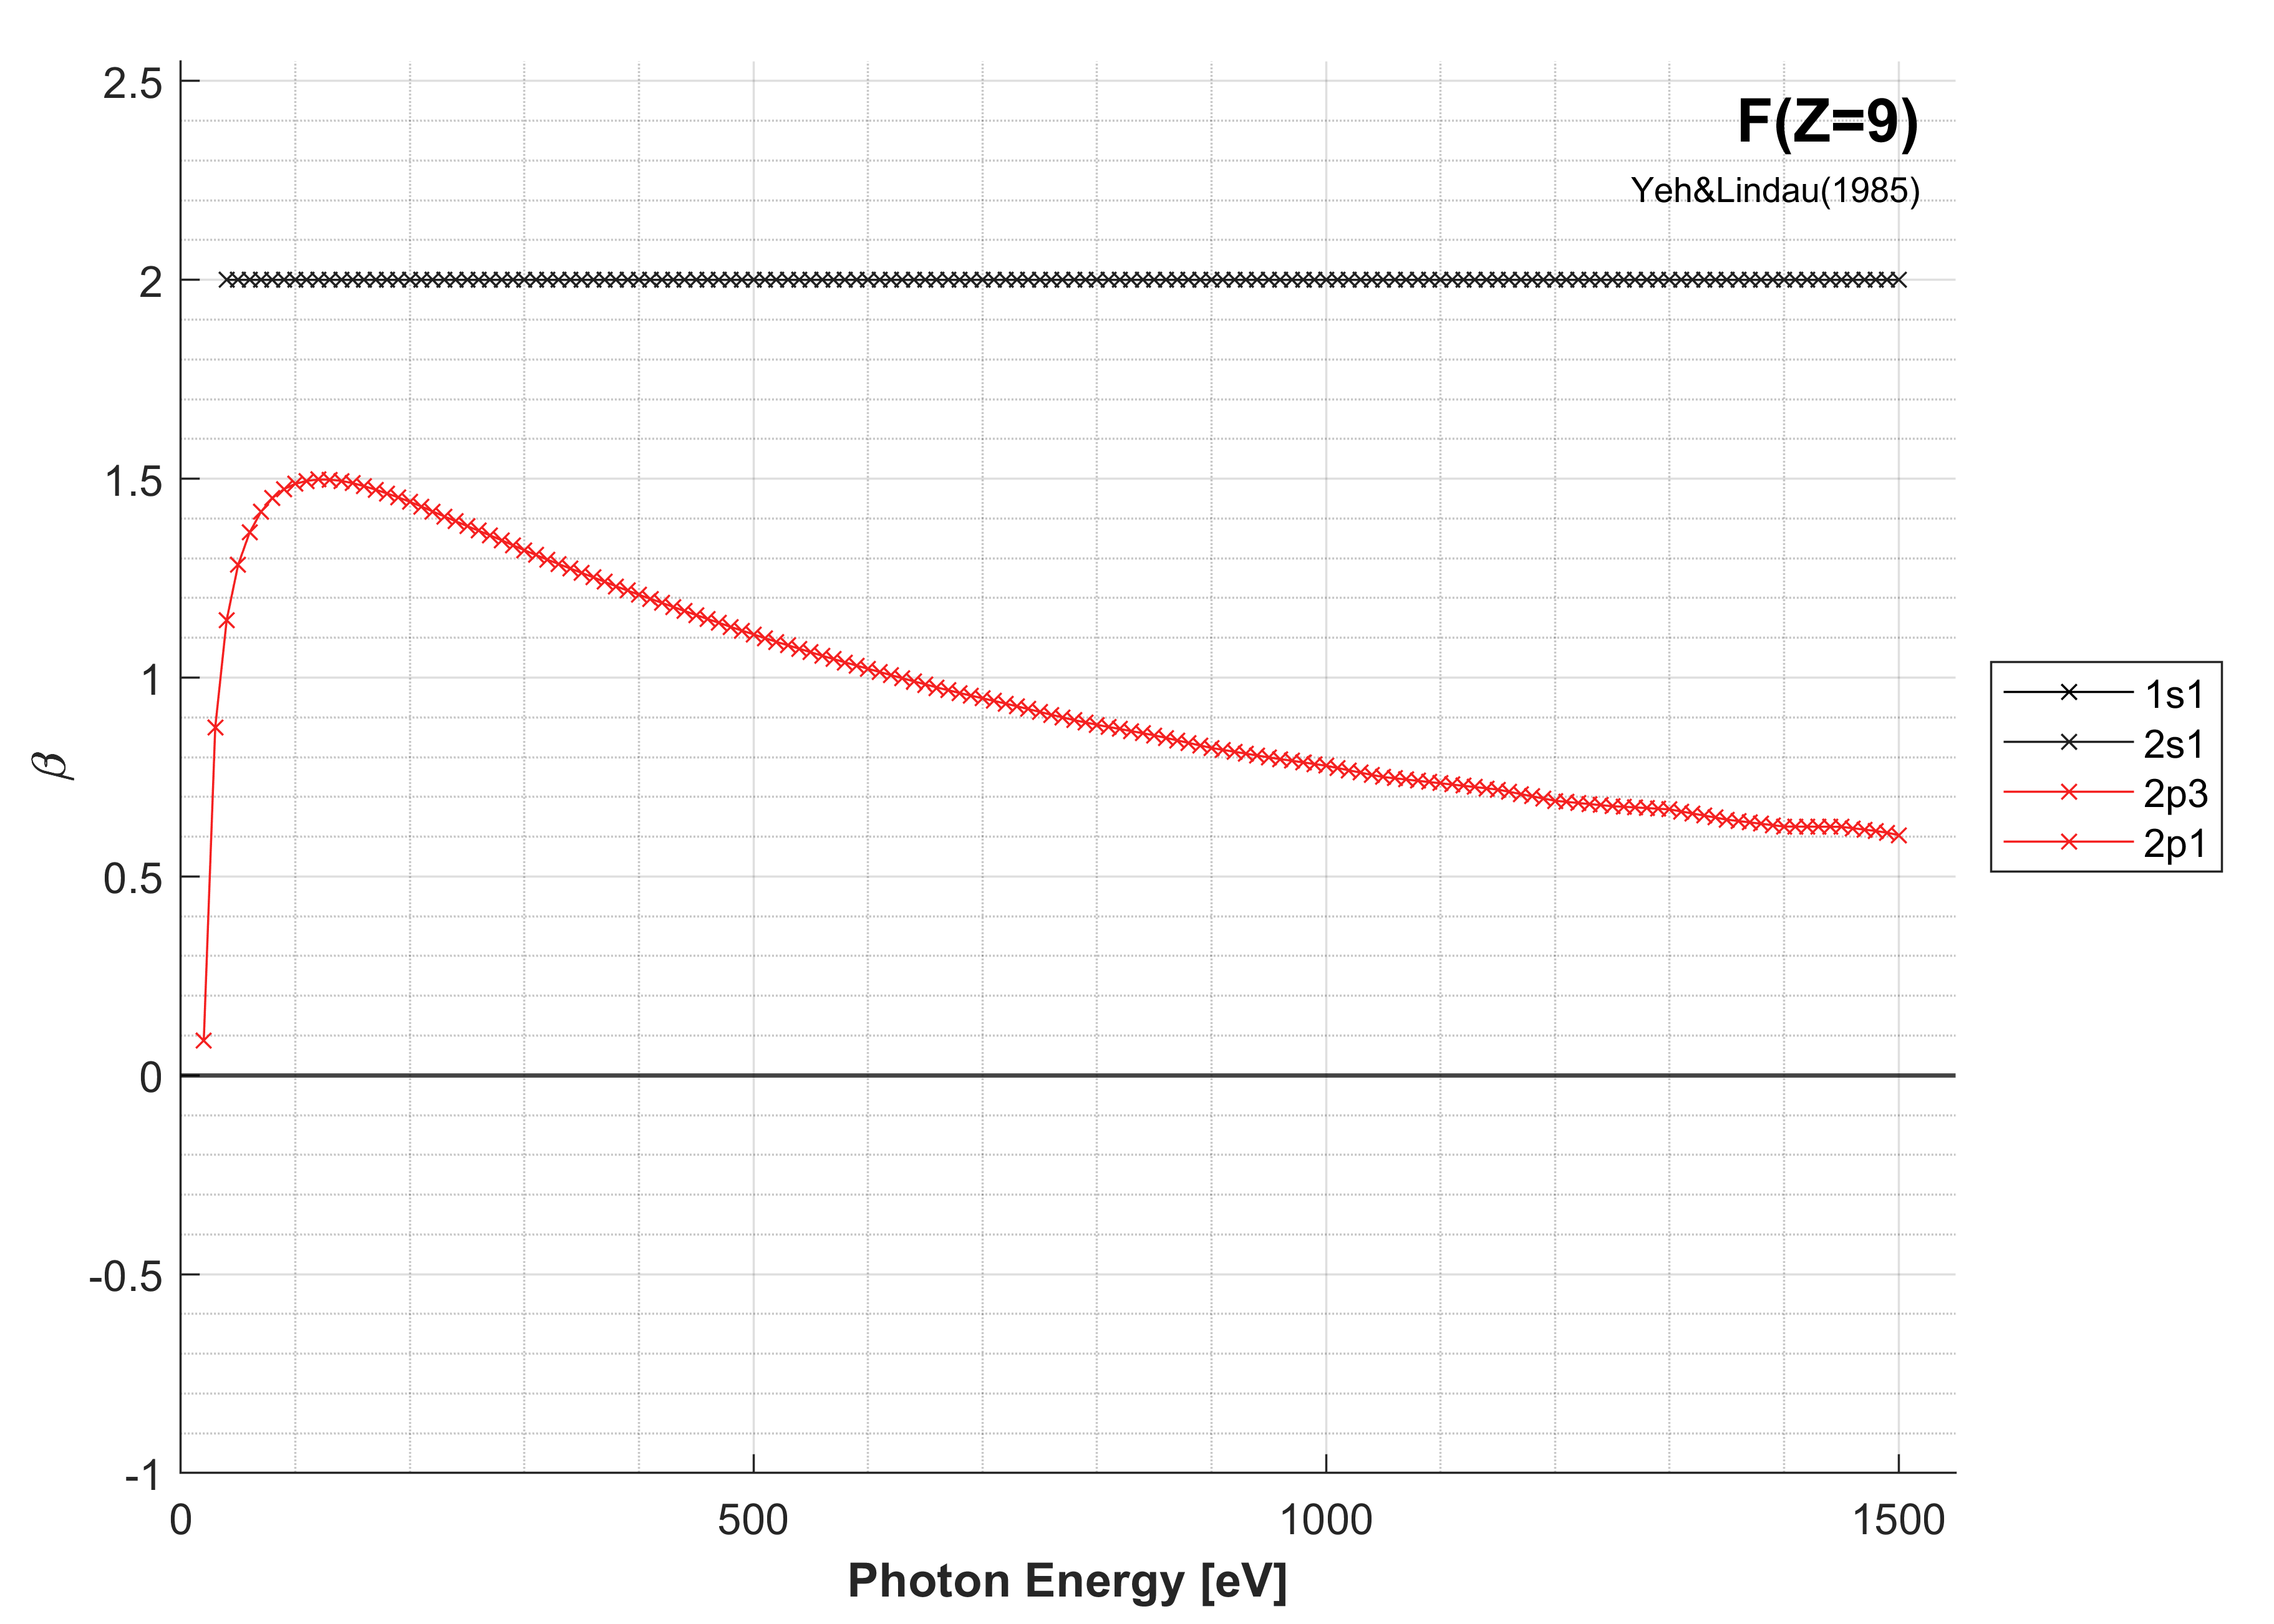 F(Z=9)
Yeh&Lindau(1985)
2.5
2
1.5
1
0.5
0
-0.5
-1
β
0
500
1000
1500
Photon Energy [eV]
1s1
2s1
2p3
2p1